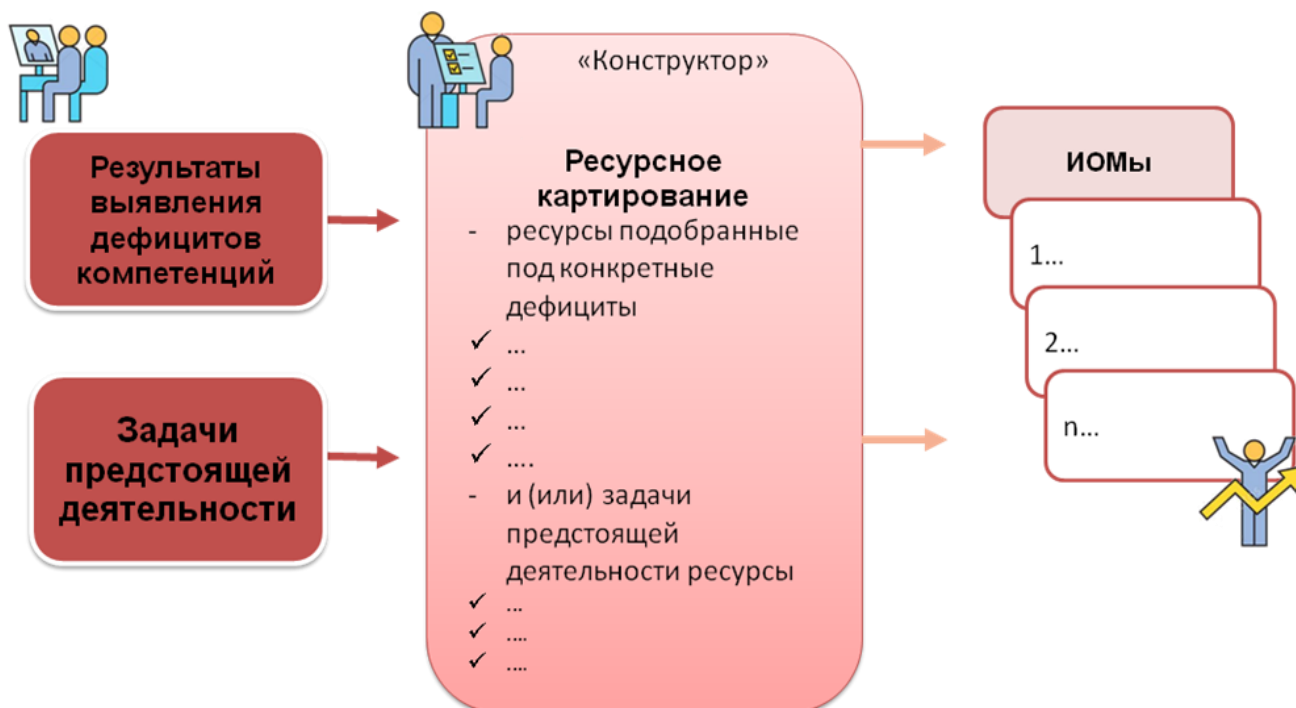 Результаты
выявления
дефицитов
компетенций
Задачи
предстоящей
деятельности
«Конструктор»
Ресурсное
картирование
- ресурсы подобранные
под конкретные
дефициты
✓ ...
✓ ...
✓ ...
✓ ....
- и (или) задачи
предстоящей
деятельности ресурсы
✓ ...
✓ ....
✓ ....
ИОМы
1...
2...
n...